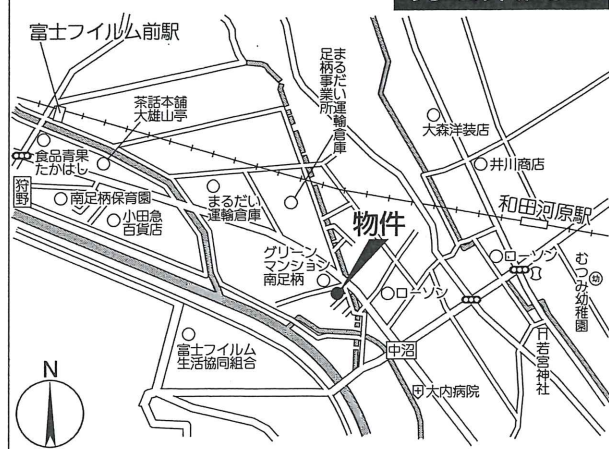 富士フイルム前駅
茶話本舗
大雄山亭
まるだい運輸倉庫
足柄事業所
大森洋装店
井川商店
食品青果
たかはし
狩野
南足柄保育園
小田急
百貨店
まるだい
運輸倉庫
和田河原駅
物件
グリーン
マンション
南足柄
ローソン
ローソン
むつみ幼稚園
幼
富士フイルム
生活協同組合
中沼
若宮神社
大内病院
N